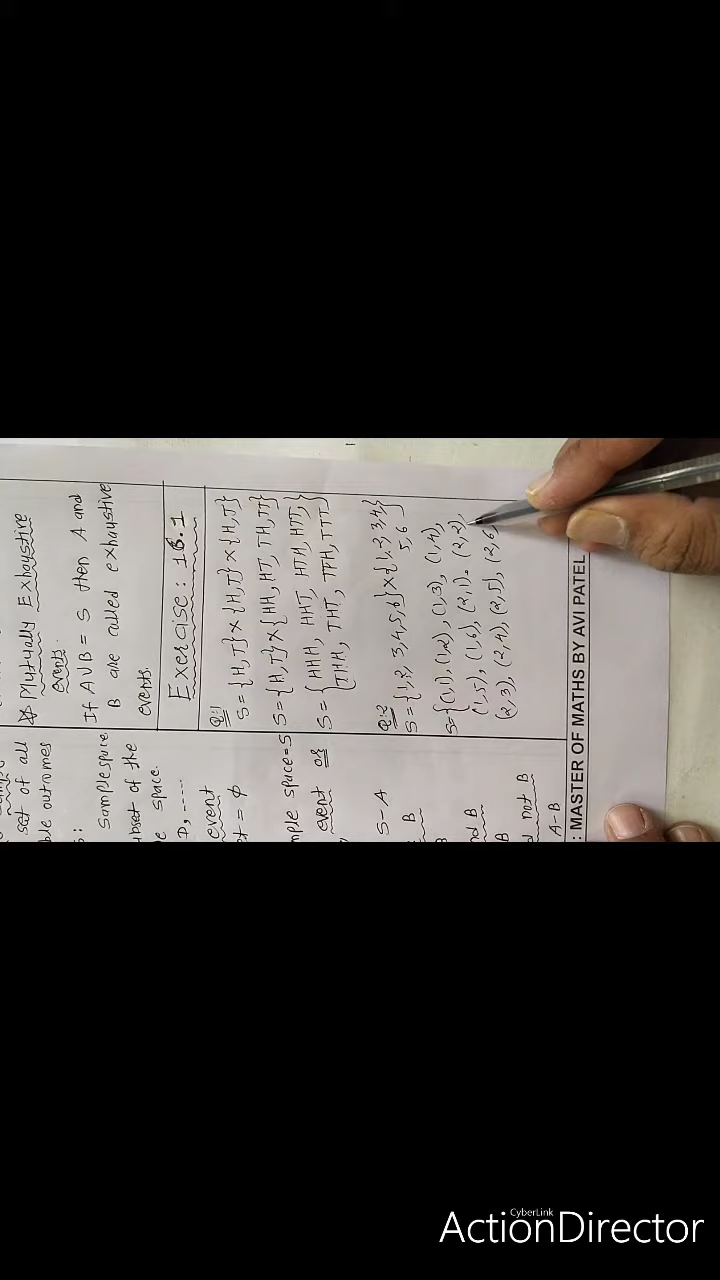 set of all
ble outcomes
s:
sample space
ubset of the
e space.
D, -----
event
et = φ
mple space=S
event or
S-A
B
B
nd B
B
d not B
A-B
Mutually Exhaustive
events.
If A∪B = S then A and
B are called exhaustive
events.
Exercise: 16.1
Q:1
S = {H,T} × {H,T} × {H,T}
S = {H,T} × {HH, HT, TH, TT}
S = {HHH, HHT, HTH, HTT,
THH, THT, TTH, TTT}
Q:2
S = {1,2, 3,4,5,6} × {1,2,3,4,
5,6}
S={(1,1), (1,2), (1,3), (1,4),
(1,5), (1,6), (2,1), (2,2),
(2,3), (2,4), (2,5), (2,6)
: MASTER OF MATHS BY AVI PATEL
CyberLink
ActionDirector